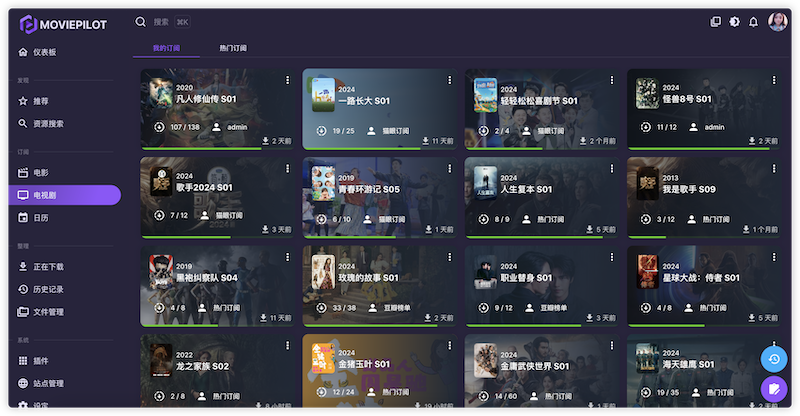 MOVIEPILOT
搜索 ⌘K
仪表板
发现
推荐
资源搜索
订阅
电影
电视剧
日历
管理
正在下载
历史记录
文件管理
系统
插件
站点管理
设定
我的订阅 热门订阅
2020
凡人修仙传 S01
107 / 138 admin
2 天前
2024
一路长大 S01
19 / 25 猫眼订阅
11 天前
2024
轻轻松松喜剧节 S01
2 / 4 猫眼订阅
2 个月前
2024
怪兽8号 S01
11 / 12 admin
2 天前
2024
歌手2024 S01
7 / 12 猫眼订阅
3 天前
2019
青春环游记 S05
6 / 10 猫眼订阅
1 天前
2024
人生复本 S01
8 / 9 热门订阅
5 天前
2013
我是歌手 S09
3 / 12 热门订阅
1 个月前
2019
黑袍纠察队 S04
4 / 8 热门订阅
11 天前
2024
玫瑰的故事 S01
33 / 38 豆瓣榜单
2 天前
2024
职业替身 S01
9 / 12 豆瓣榜单
3 天前
2024
星球大战：侍者 S01
4 / 8 热门订阅
5 天前
2022
龙之家族 S02
2 / 8 热门订阅
8 小时前
2024
金猪玉叶 S01
12 / 24 热门订阅
19 小时前
2024
金庸武侠世界 S01
14 / 60 热门订阅
2024
海天雄鹰 S01
19 / 35 热门订阅